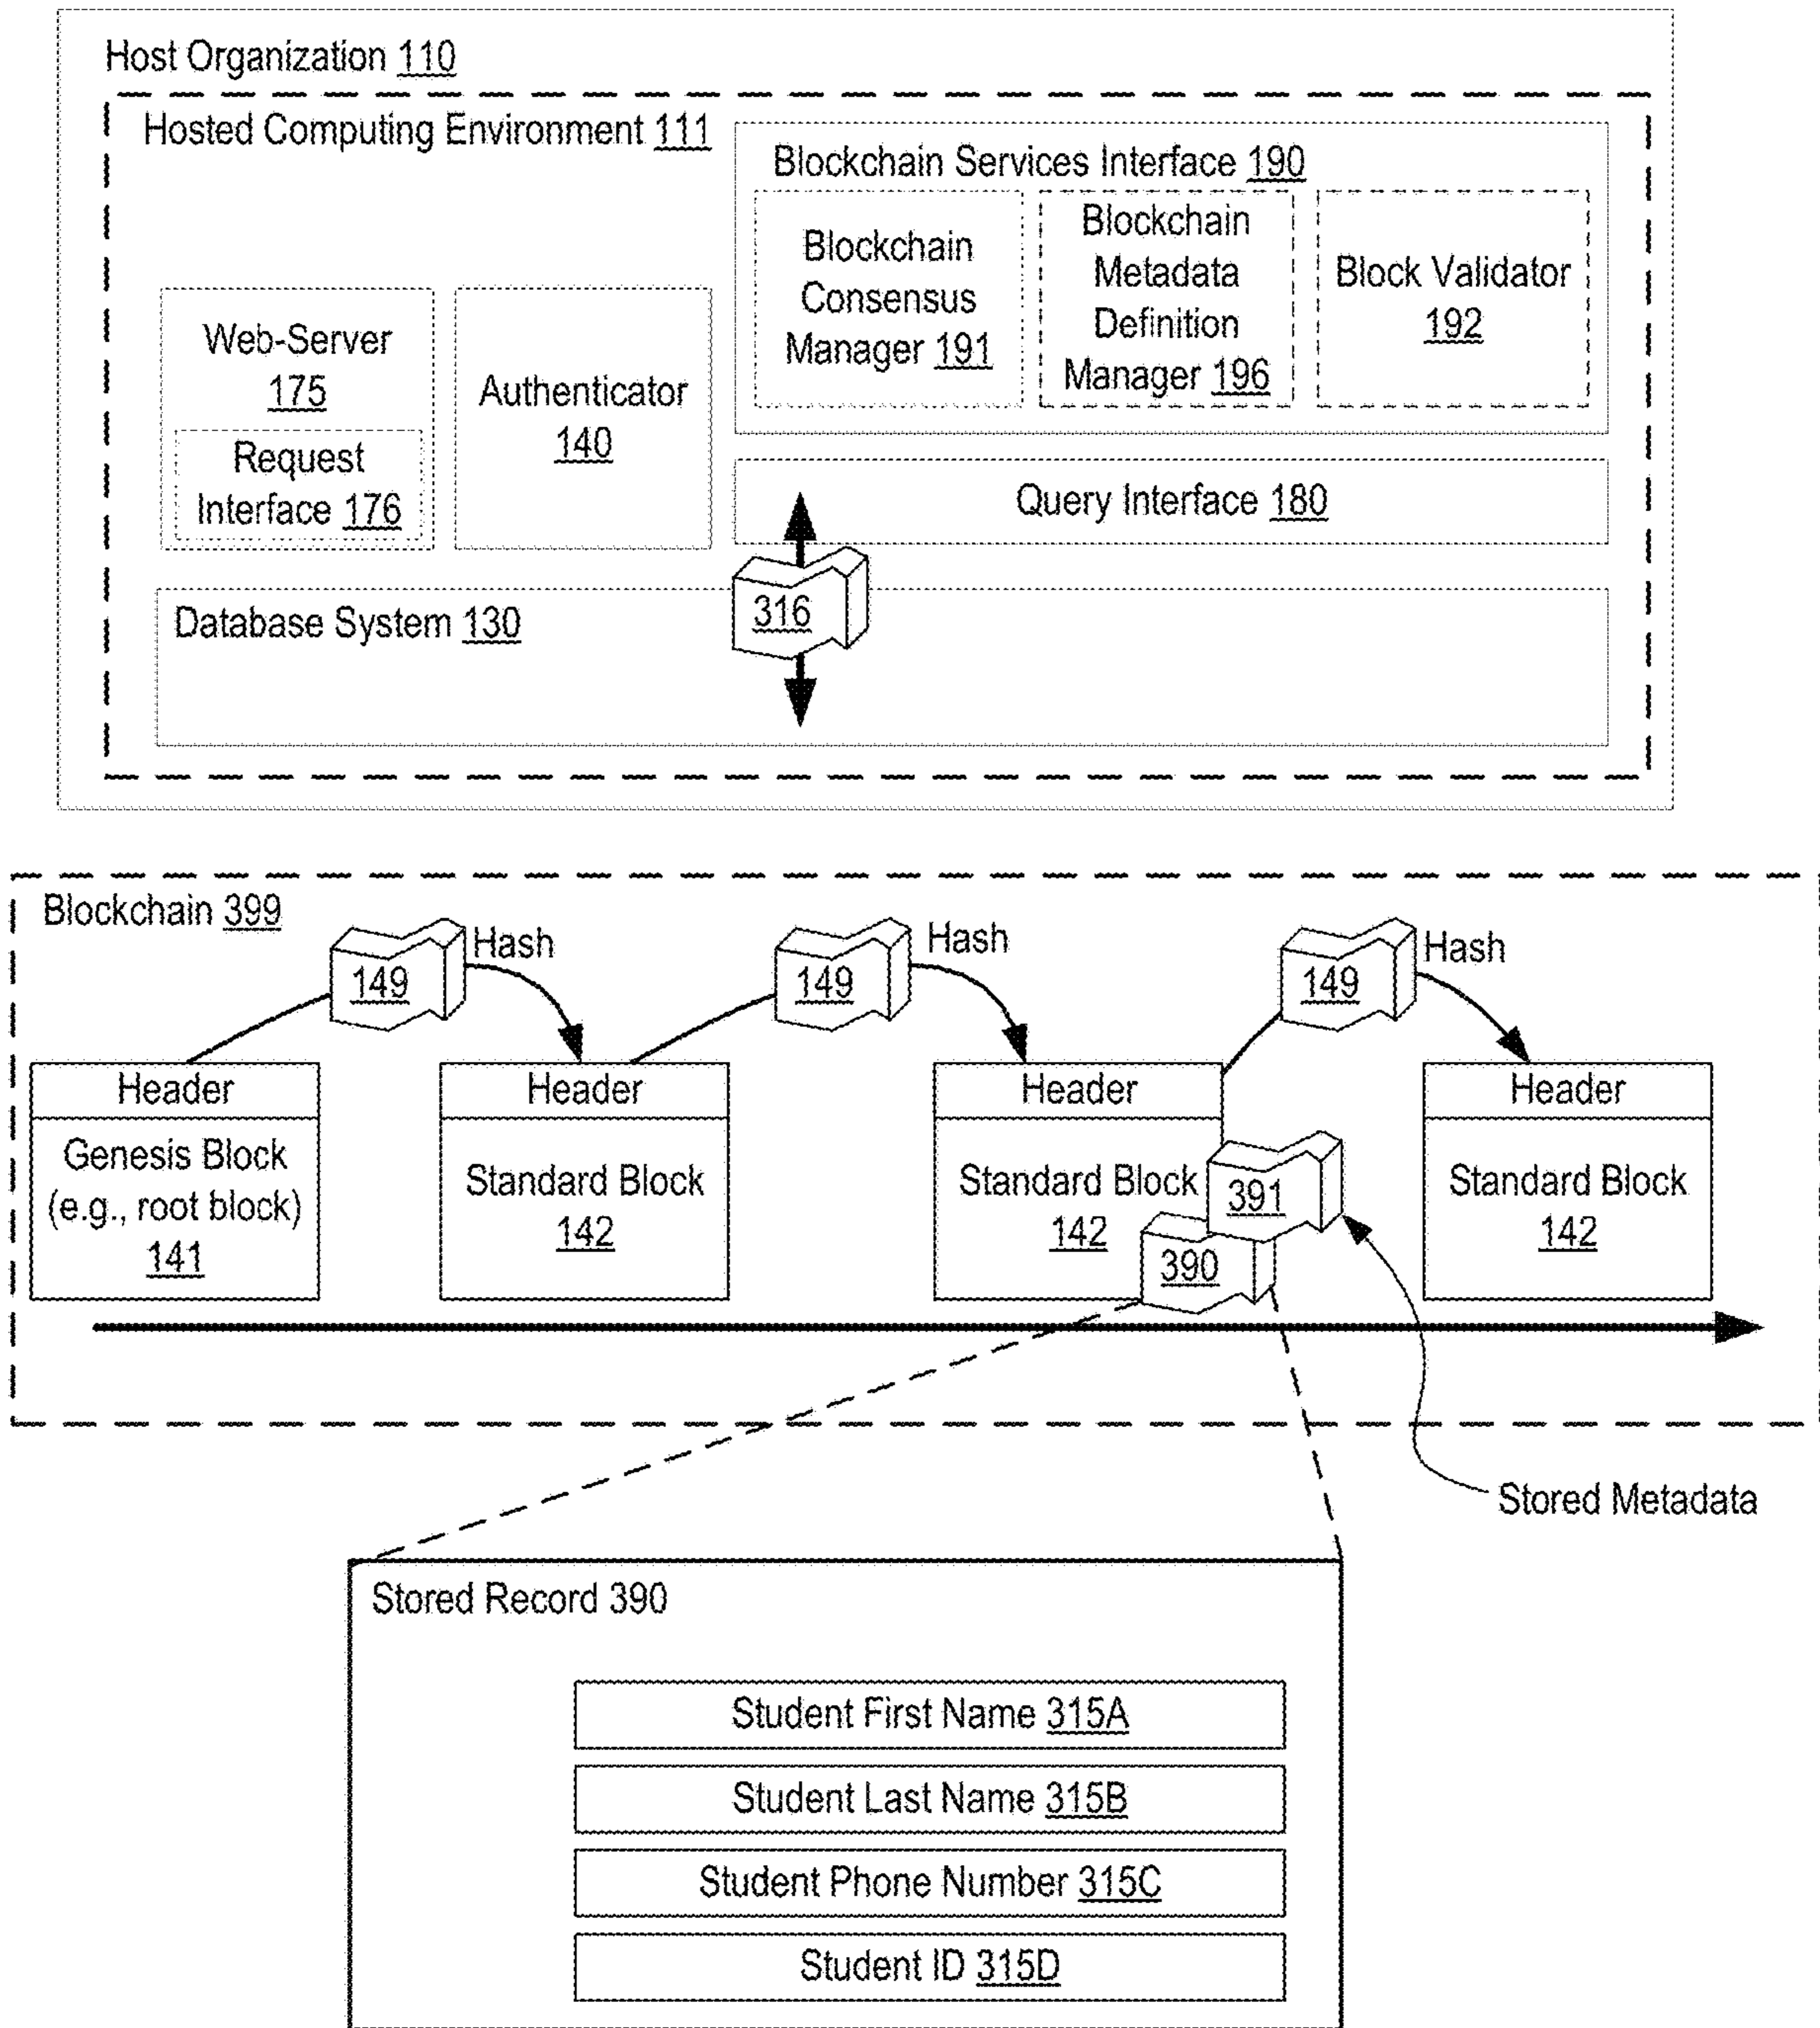 Host Organization 110
Hosted Computing Environment 111
Blockchain Services Interface 190
Blockchain
Consensus
Manager 191
Blockchain
Metadata
Definition
Manager 196
Block Validator
192
Web-Server
175
Request
Interface 176
Authenticator
140
Query Interface 180
316
Database System 130
Blockchain 399
149
Hash
149
Hash
149
Hash
Header
Genesis Block
(e.g., root block)
141
Header
Standard Block
142
Header
Standard Block
142
391
390
Header
Standard Block
142
Stored Metadata
Stored Record 390
Student First Name 315A
Student Last Name 315B
Student Phone Number 315C
Student ID 315D